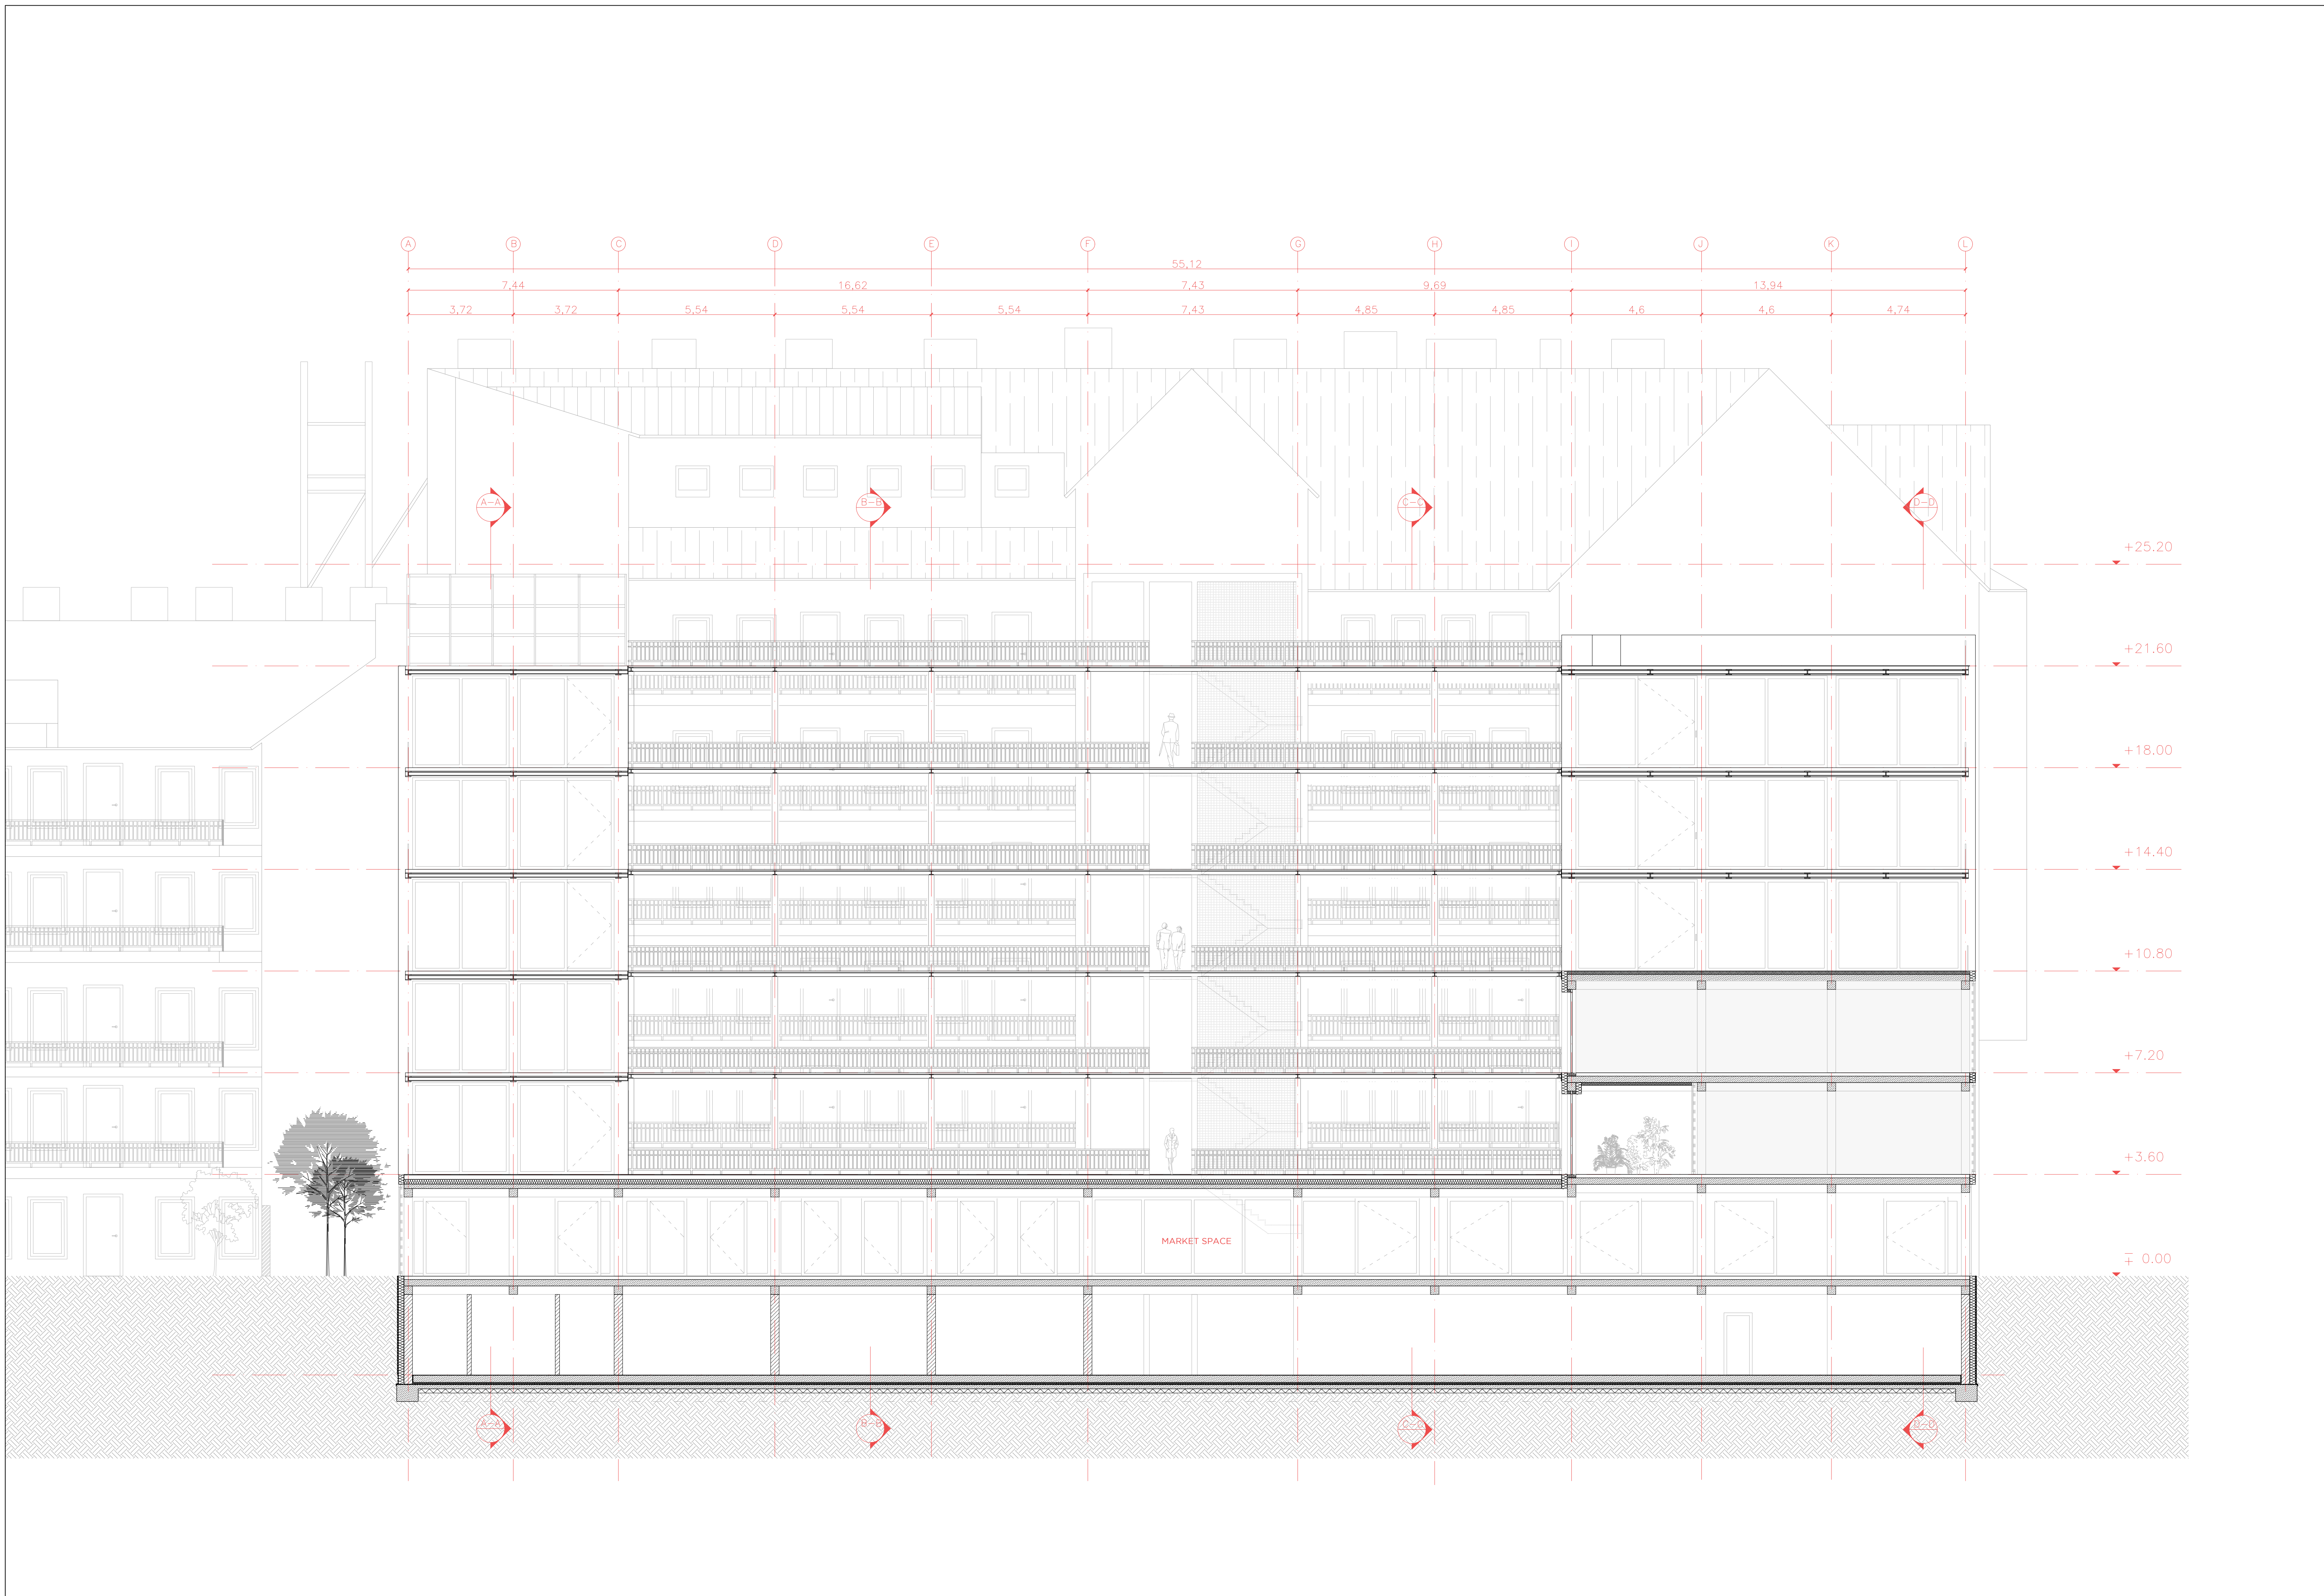 A B C D E F G H I J K L
55,12
7,44 16,62 7,43 9,69 13,94
3,72 3,72 5,54 5,54 5,54 7,43 4,85 4,85 4,6 4,6 4,74
A-A B-B C-C D-D
+25.20
+21.60
+18.00
+14.40
+10.80
+7.20
+3.60
MARKET SPACE
∓ 0.00
A-A B-B C-C D-D